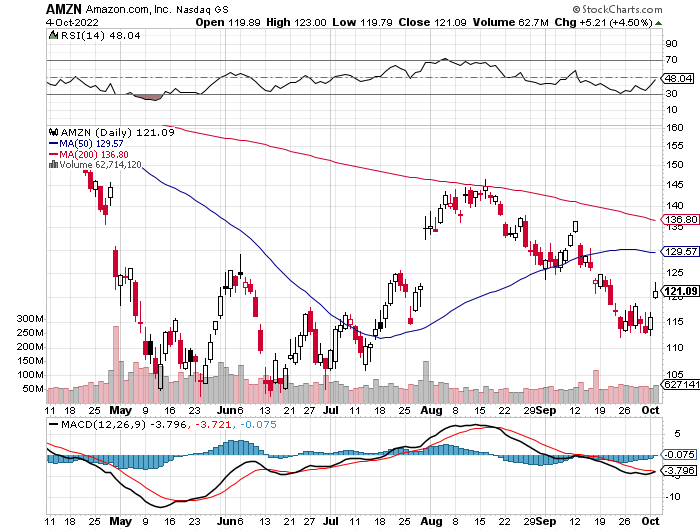 AMZN Amazon.com, Inc. Nasdaq GS © StockCharts.com
4-Oct-2022 Open 119.89 High 123.00 Low 119.79 Close 121.09 Volume 62.7M Chg +5.21 (+4.50%)
RSI(14) 48.04
90
70
50
48.04
30
10
AMZN (Daily) 121.09
MA(50) 129.57
MA(200) 136.80
Volume 62,714,120
160
155
150
145
140
136.80
135
129.57
125
121.09
120
115
110
105
300M
250M
200M
150M
100M
50M
627141
11 18 25 May 9 16 23 Jun 6 13 21 27 Jul 11 18 25 Aug 8 15 22 29 Sep 12 19 26 Oct
MACD(12,26,9) -3.796, -3.721, -0.075
5
-0.075
-3.796
-10
11 18 25 May 9 16 23 Jun 6 13 21 27 Jul 11 18 25 Aug 8 15 22 29 Sep 12 19 26 Oct